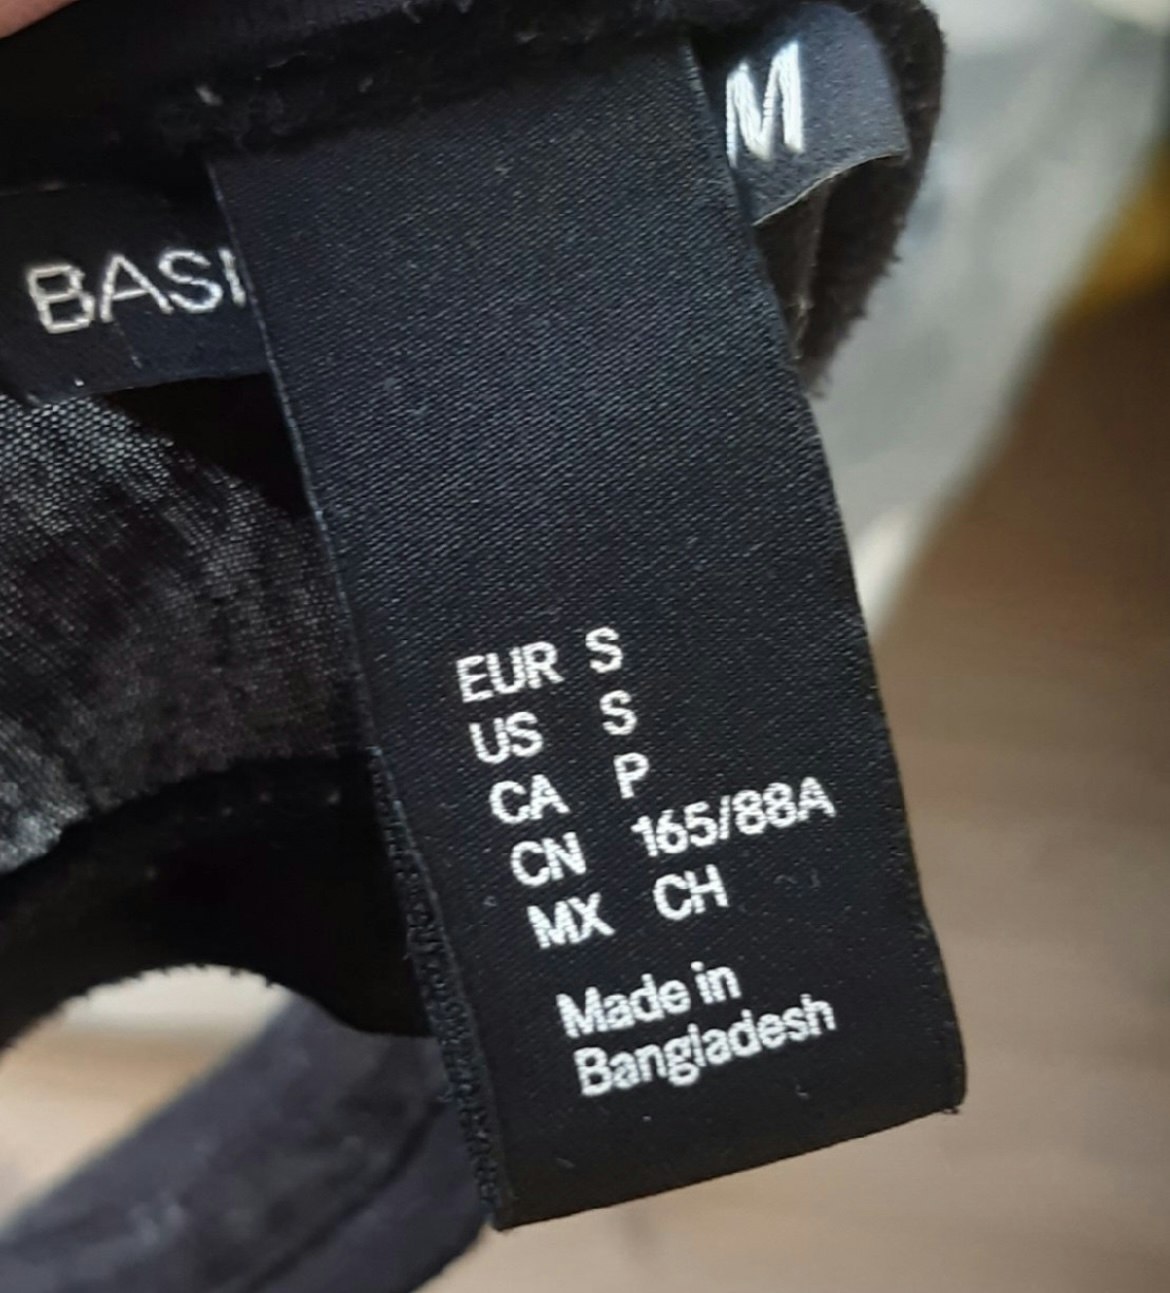 M
BASI
EUR S
US S
CA P
CN 165/88A
MX CH
Made in
Bangladesh